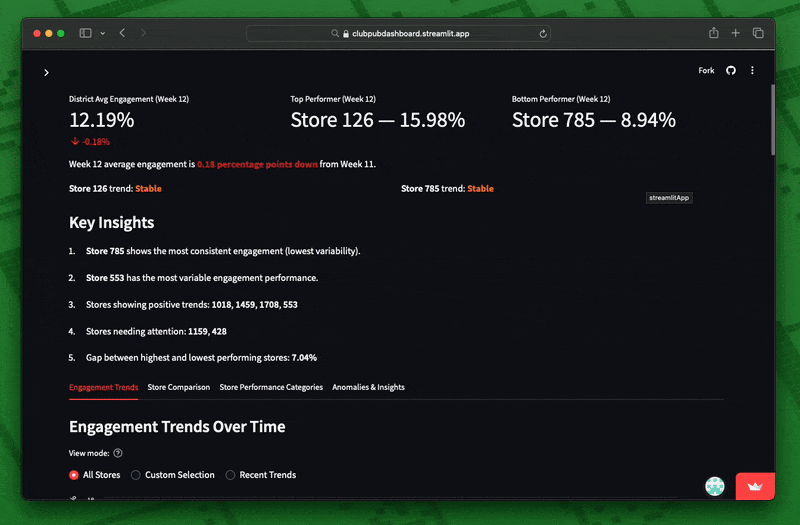 clubpubdashboard.streamlit.app
Fork
District Avg Engagement (Week 12)
12.19%
-0.18%
Top Performer (Week 12)
Store 126 — 15.98%
Bottom Performer (Week 12)
Store 785 — 8.94%
Week 12 average engagement is 0.18 percentage points down from Week 11.
Store 126 trend: Stable
Store 785 trend: Stable
streamlitApp
Key Insights
1. Store 785 shows the most consistent engagement (lowest variability).
2. Store 553 has the most variable engagement performance.
3. Stores showing positive trends: 1018, 1459, 1708, 553
4. Stores needing attention: 1159, 428
5. Gap between highest and lowest performing stores: 7.04%
Engagement Trends Store Comparison Store Performance Categories Anomalies & Insights
Engagement Trends Over Time
View mode:
All Stores Custom Selection Recent Trends